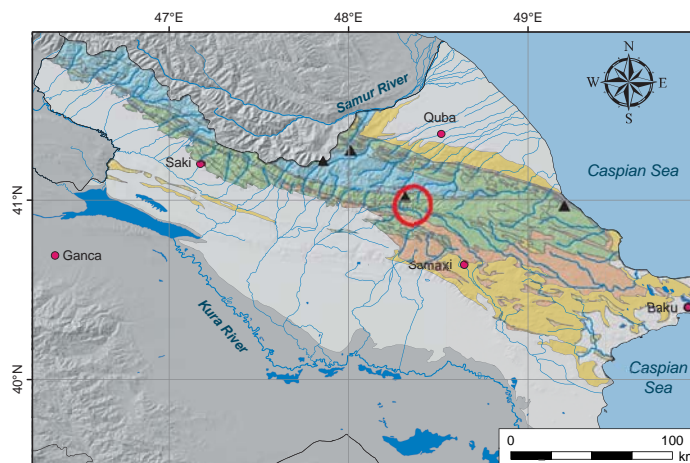 47°E 48°E 49°E
N
W E
S
Samur River
Quba
Saki
Caspian Sea
41°N
Ganca
Samaxi
Kura River
Baku
Caspian
Sea
40°N
0 100
km